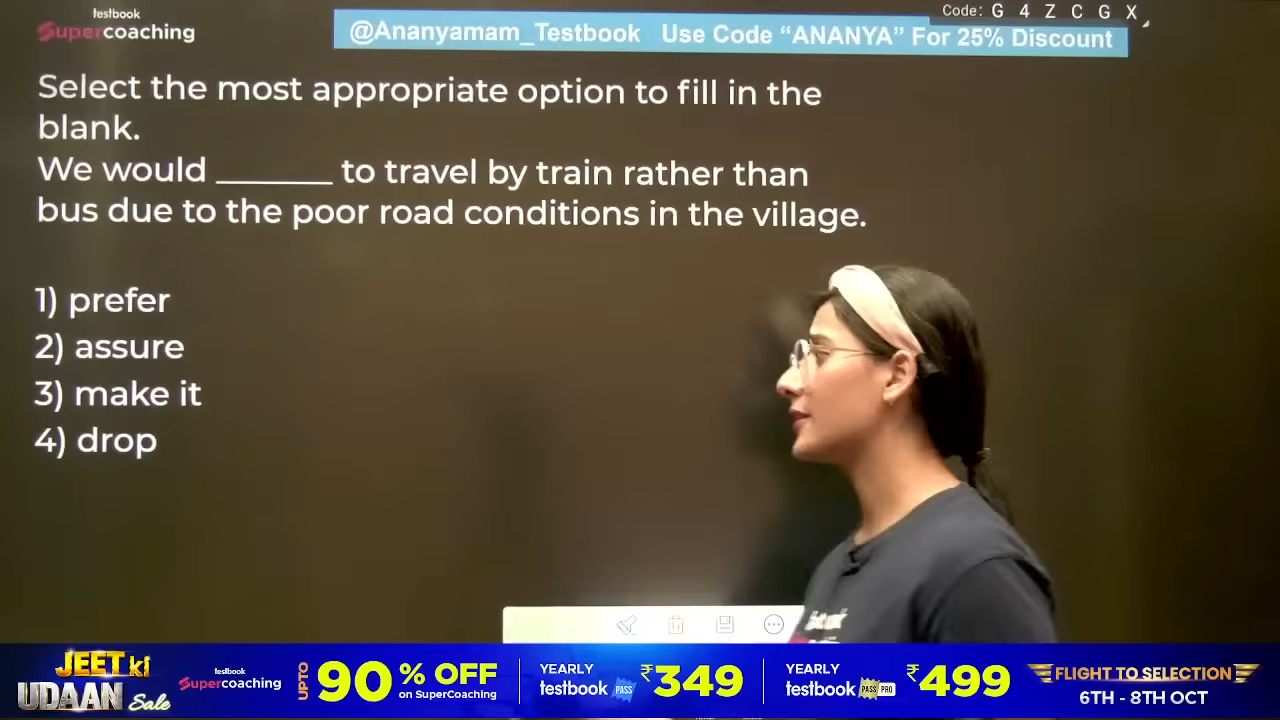 testbook
Supercoaching
@Ananyamam_Testbook Use Code “ANANYA” For 25% Discount
Code: G 4 Z C G X
Select the most appropriate option to fill in the
blank.
We would _______ to travel by train rather than
bus due to the poor road conditions in the village.
1) prefer
2) assure
3) make it
4) drop
JEET ki
UDAAN Sale
testbook
Supercoaching
UPTO 90% OFF
on SuperCoaching
YEARLY
testbook PASS
₹349
YEARLY
testbook PASS PRO
₹499
FLIGHT TO SELECTION
6TH - 8TH OCT